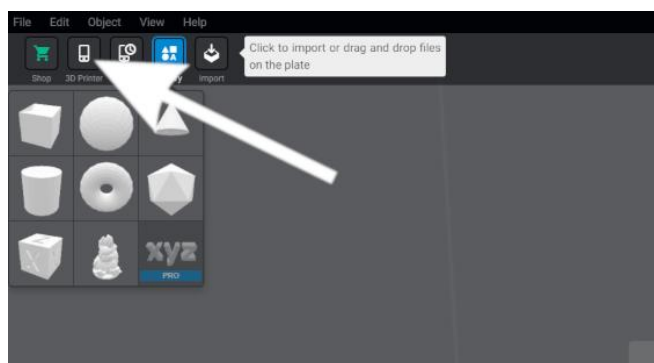 File Edit Object View Help
Click to import or drag and drop files
on the plate
Shop 3D Printer Import
X Z
xyz
PRO